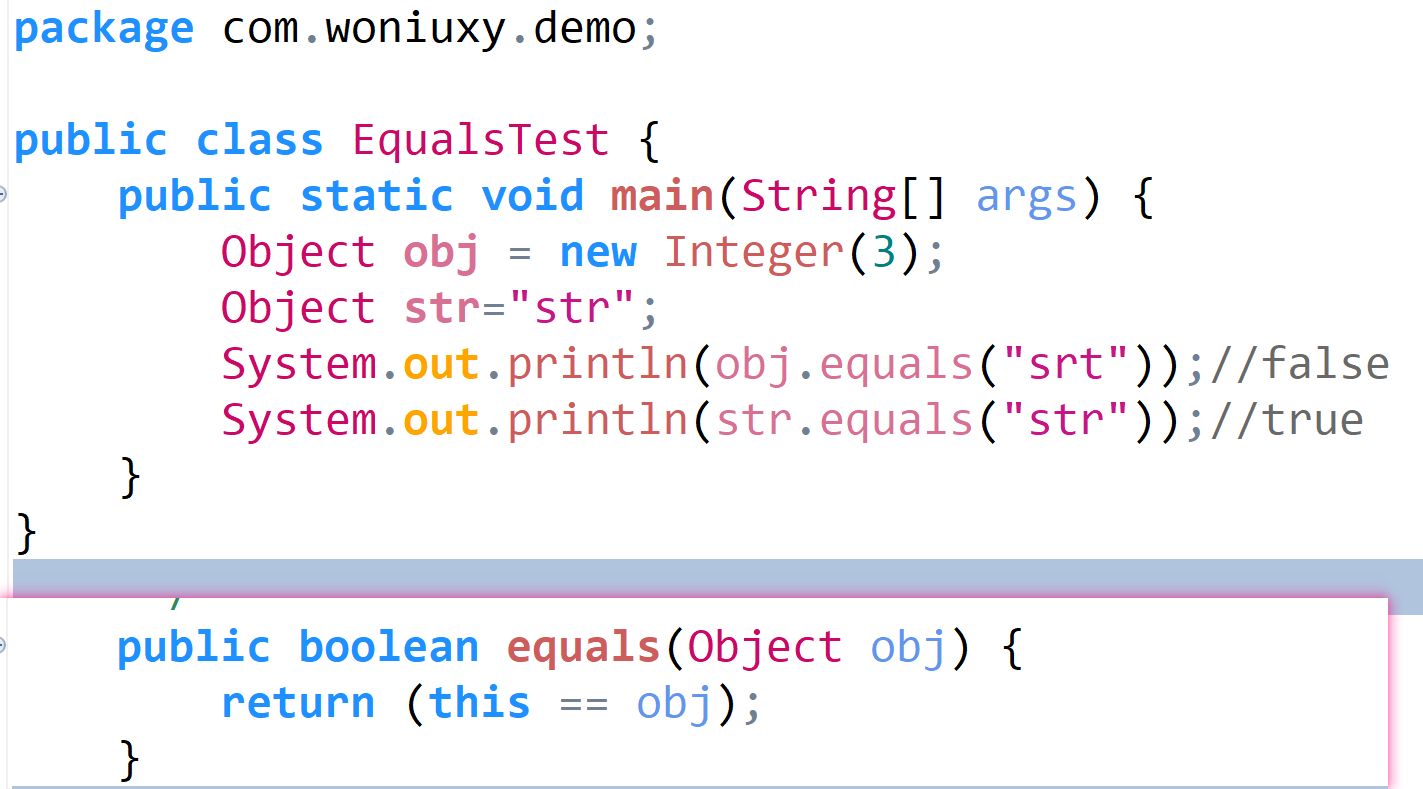 package com.woniuxy.demo;
public class EqualsTest {
public static void main(String[] args) {
Object obj = new Integer(3);
Object str="str";
System.out.println(obj.equals("srt"));//false
System.out.println(str.equals("str"));//true
}
}
/
public boolean equals(Object obj) {
return (this == obj);
}